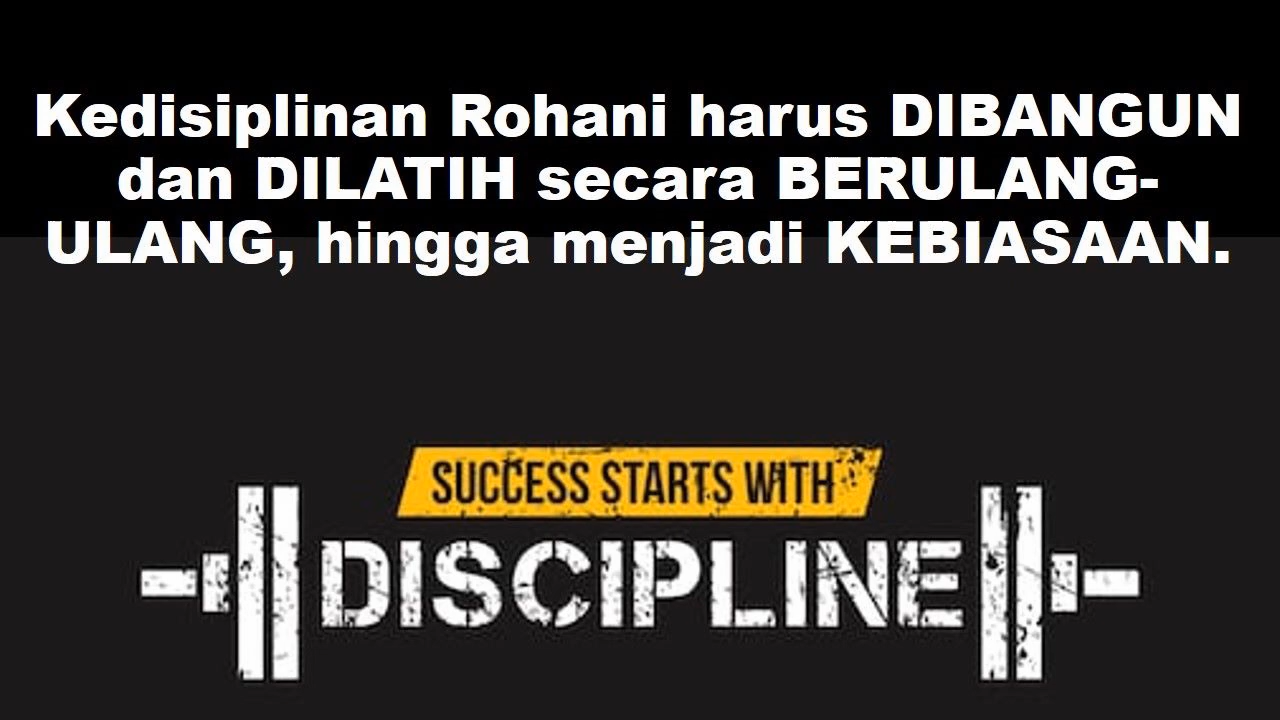 Kedisiplinan Rohani harus DIBANGUN
dan DILATIH secara BERULANG-
ULANG, hingga menjadi KEBIASAAN.
SUCCESS STARTS WITH
DISCIPLINE